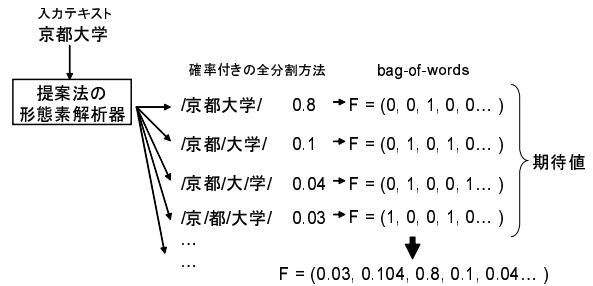 入力テキスト
京都大学
提案法の
形態素解析器
確率付きの全分割方法 bag-of-words
/京都大学/ 0.8 F = (0, 0, 1, 0, 0... )
/京都/大学/ 0.1 F = (0, 1, 0, 1, 0... )
/京都/大/学/ 0.04 F = (0, 1, 0, 0, 1... )
/京/都/大学/ 0.03 F = (1, 0, 0, 1, 0... )
...
...
期待値
F = (0.03, 0.104, 0.8, 0.1, 0.04... )